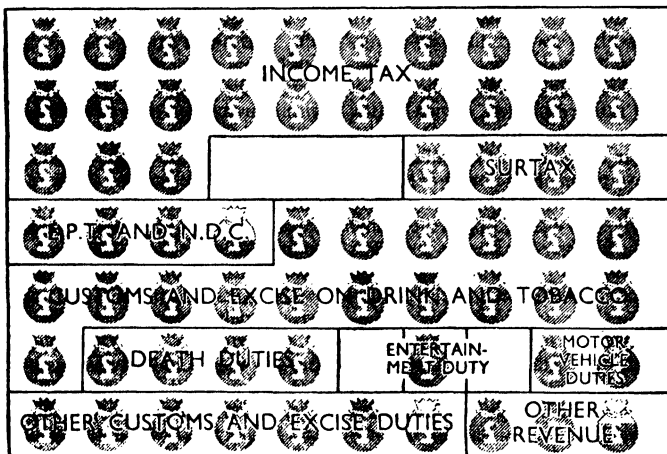 INCOME TAX
SURTAX
E.P.T. AND N.D.C.
CUSTOMS AND EXCISE ON DRINK AND TOBACCO
DEATH DUTIES
ENTERTAIN-
MENT DUTY
MOTOR
VEHICLE
DUTIES
OTHER CUSTOMS AND EXCISE DUTIES
OTHER
REVENUE